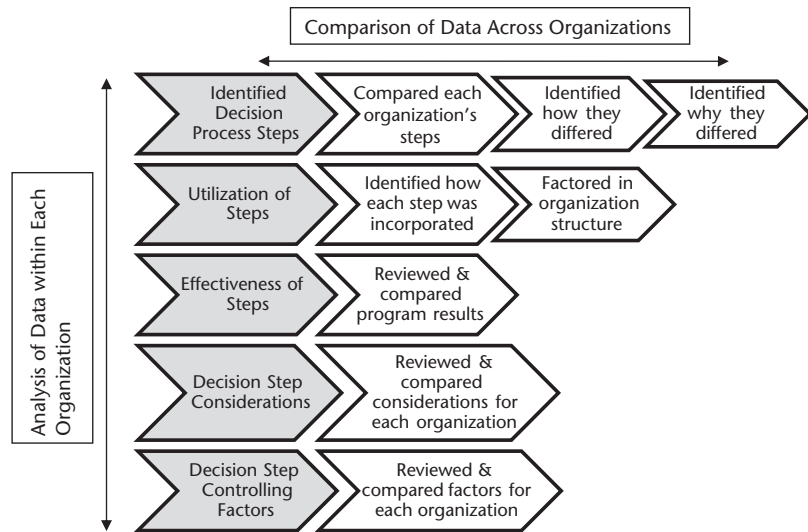 Comparison of Data Across Organizations
Identified
Decision
Process Steps
Compared each
organization's
steps
Identified
how they
differed
Identified
why they
differed
Utilization of
Steps
Identified how
each step was
incorporated
Factored in
organization
structure
Effectiveness of
Steps
Reviewed &
compared
program results
Decision Step
Considerations
Reviewed &
compared
considerations for
each organization
Decision Step
Controlling
Factors
Reviewed &
compared factors for
each organization
Analysis of Data within Each
Organization